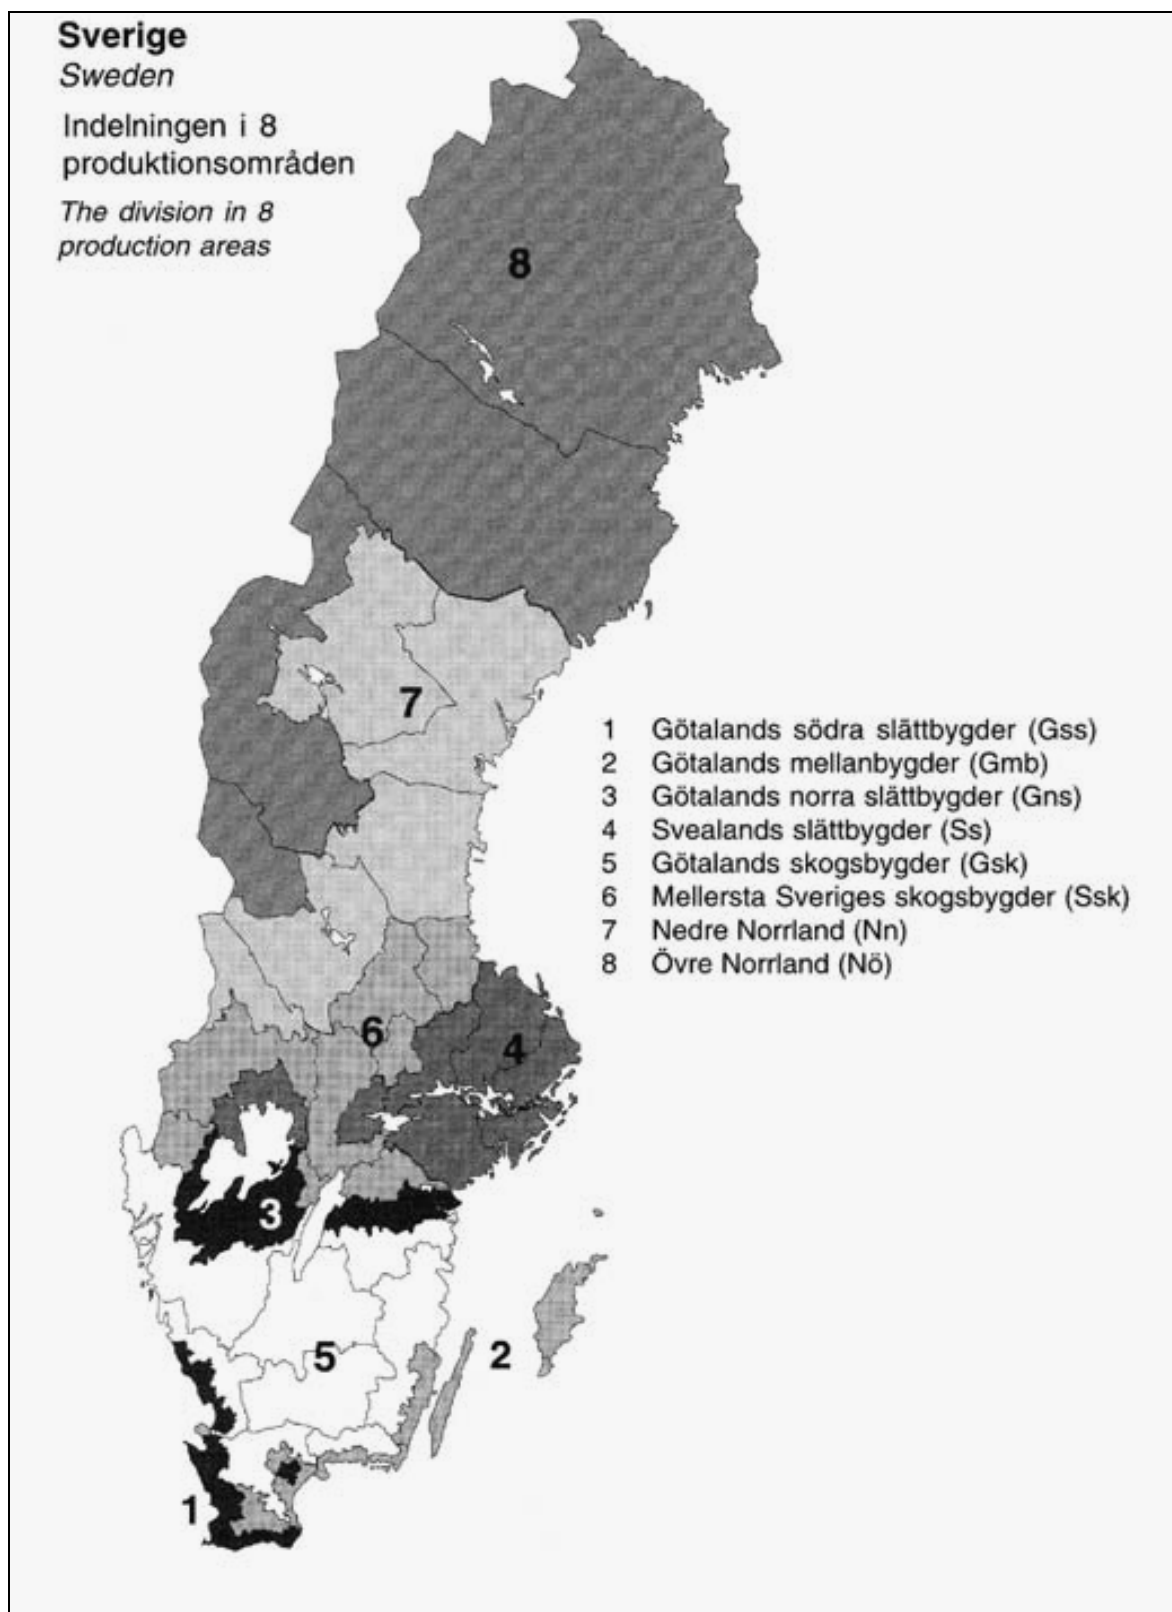 Sverige
Sweden
Indelningen i 8
produktionsområden
The division in 8
production areas
8
7
1 Götalands södra slättbygder (Gss)
2 Götalands mellanbygder (Gmb)
3 Götalands norra slättbygder (Gns)
4 Svealands slättbygder (Ss)
5 Götalands skogsbygder (Gsk)
6 Mellersta Sveriges skogsbygder (Ssk)
7 Nedre Norrland (Nn)
8 Övre Norrland (Nö)
6
4
3
5
2
1